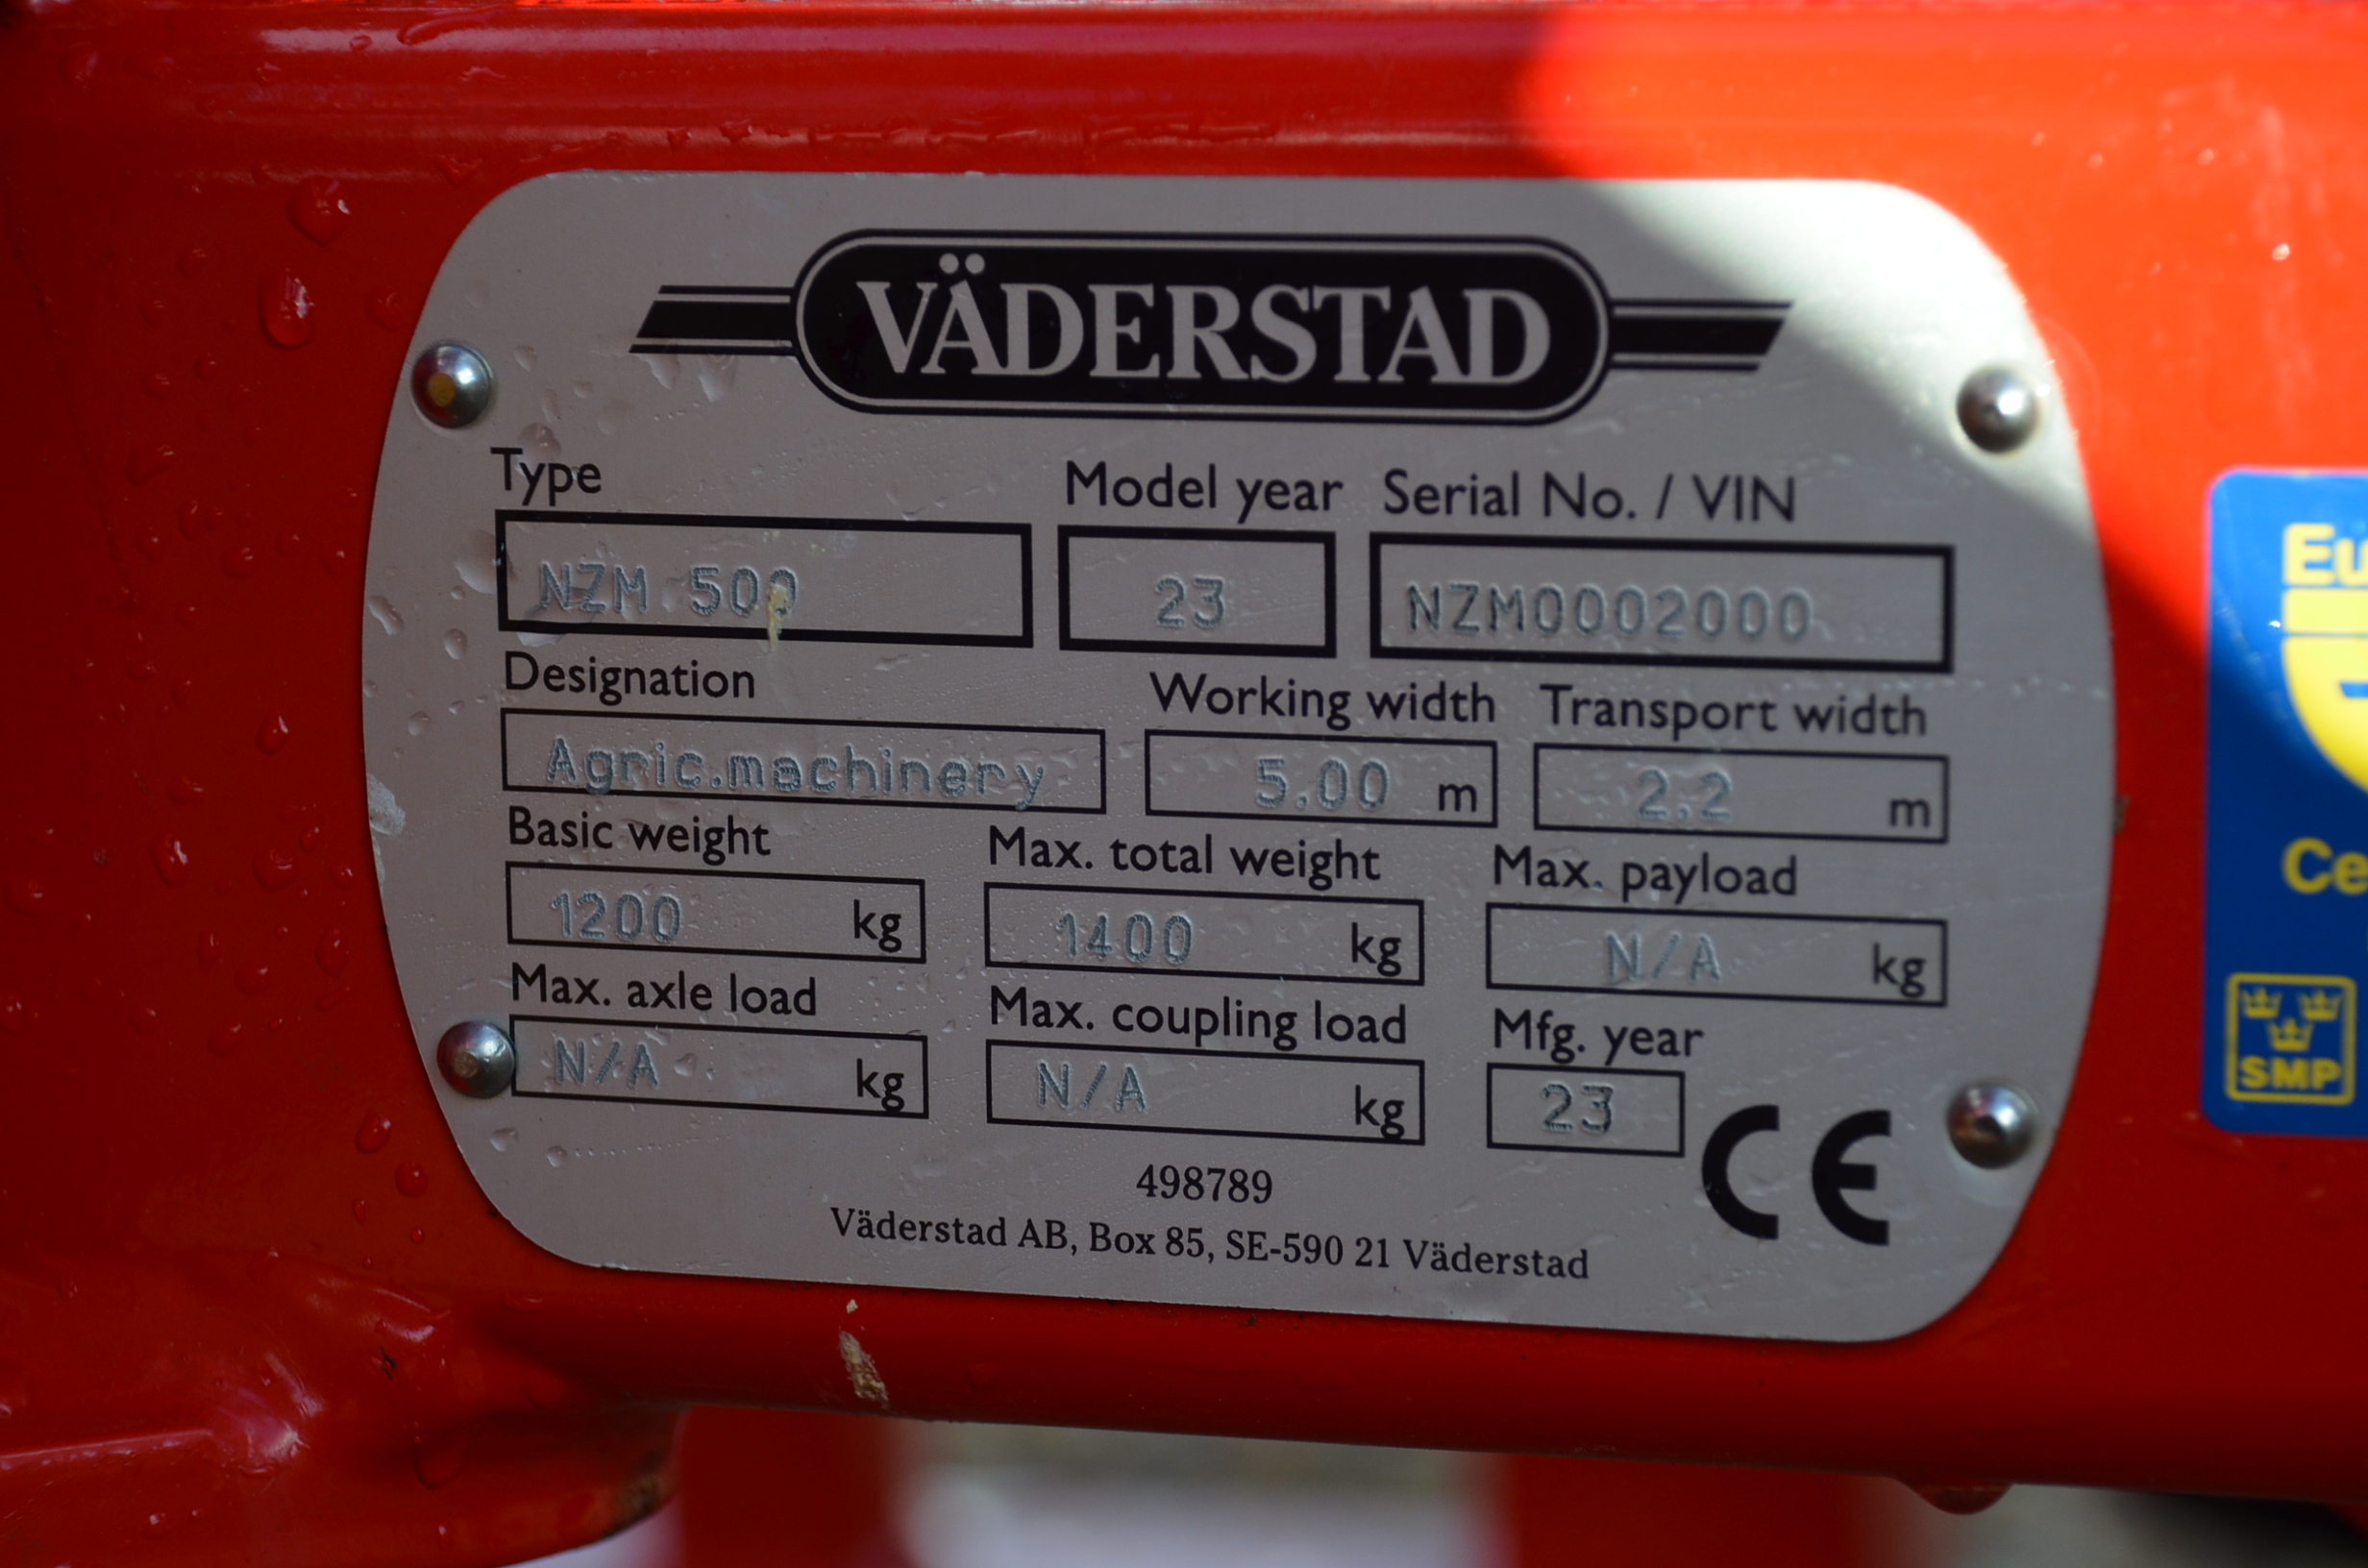 VÄDERSTAD
Type Model year Serial No. / VIN
NZM 500 23 NZM0002000
Designation Working width Transport width
Agric.machinery 5.00 m 2.2 m
Basic weight Max. total weight Max. payload
1200 kg 1400 kg N/A kg
Max. axle load Max. coupling load Mfg. year
N/A kg N/A kg 23
CE
498789
Väderstad AB, Box 85, SE-590 21 Väderstad
SMP